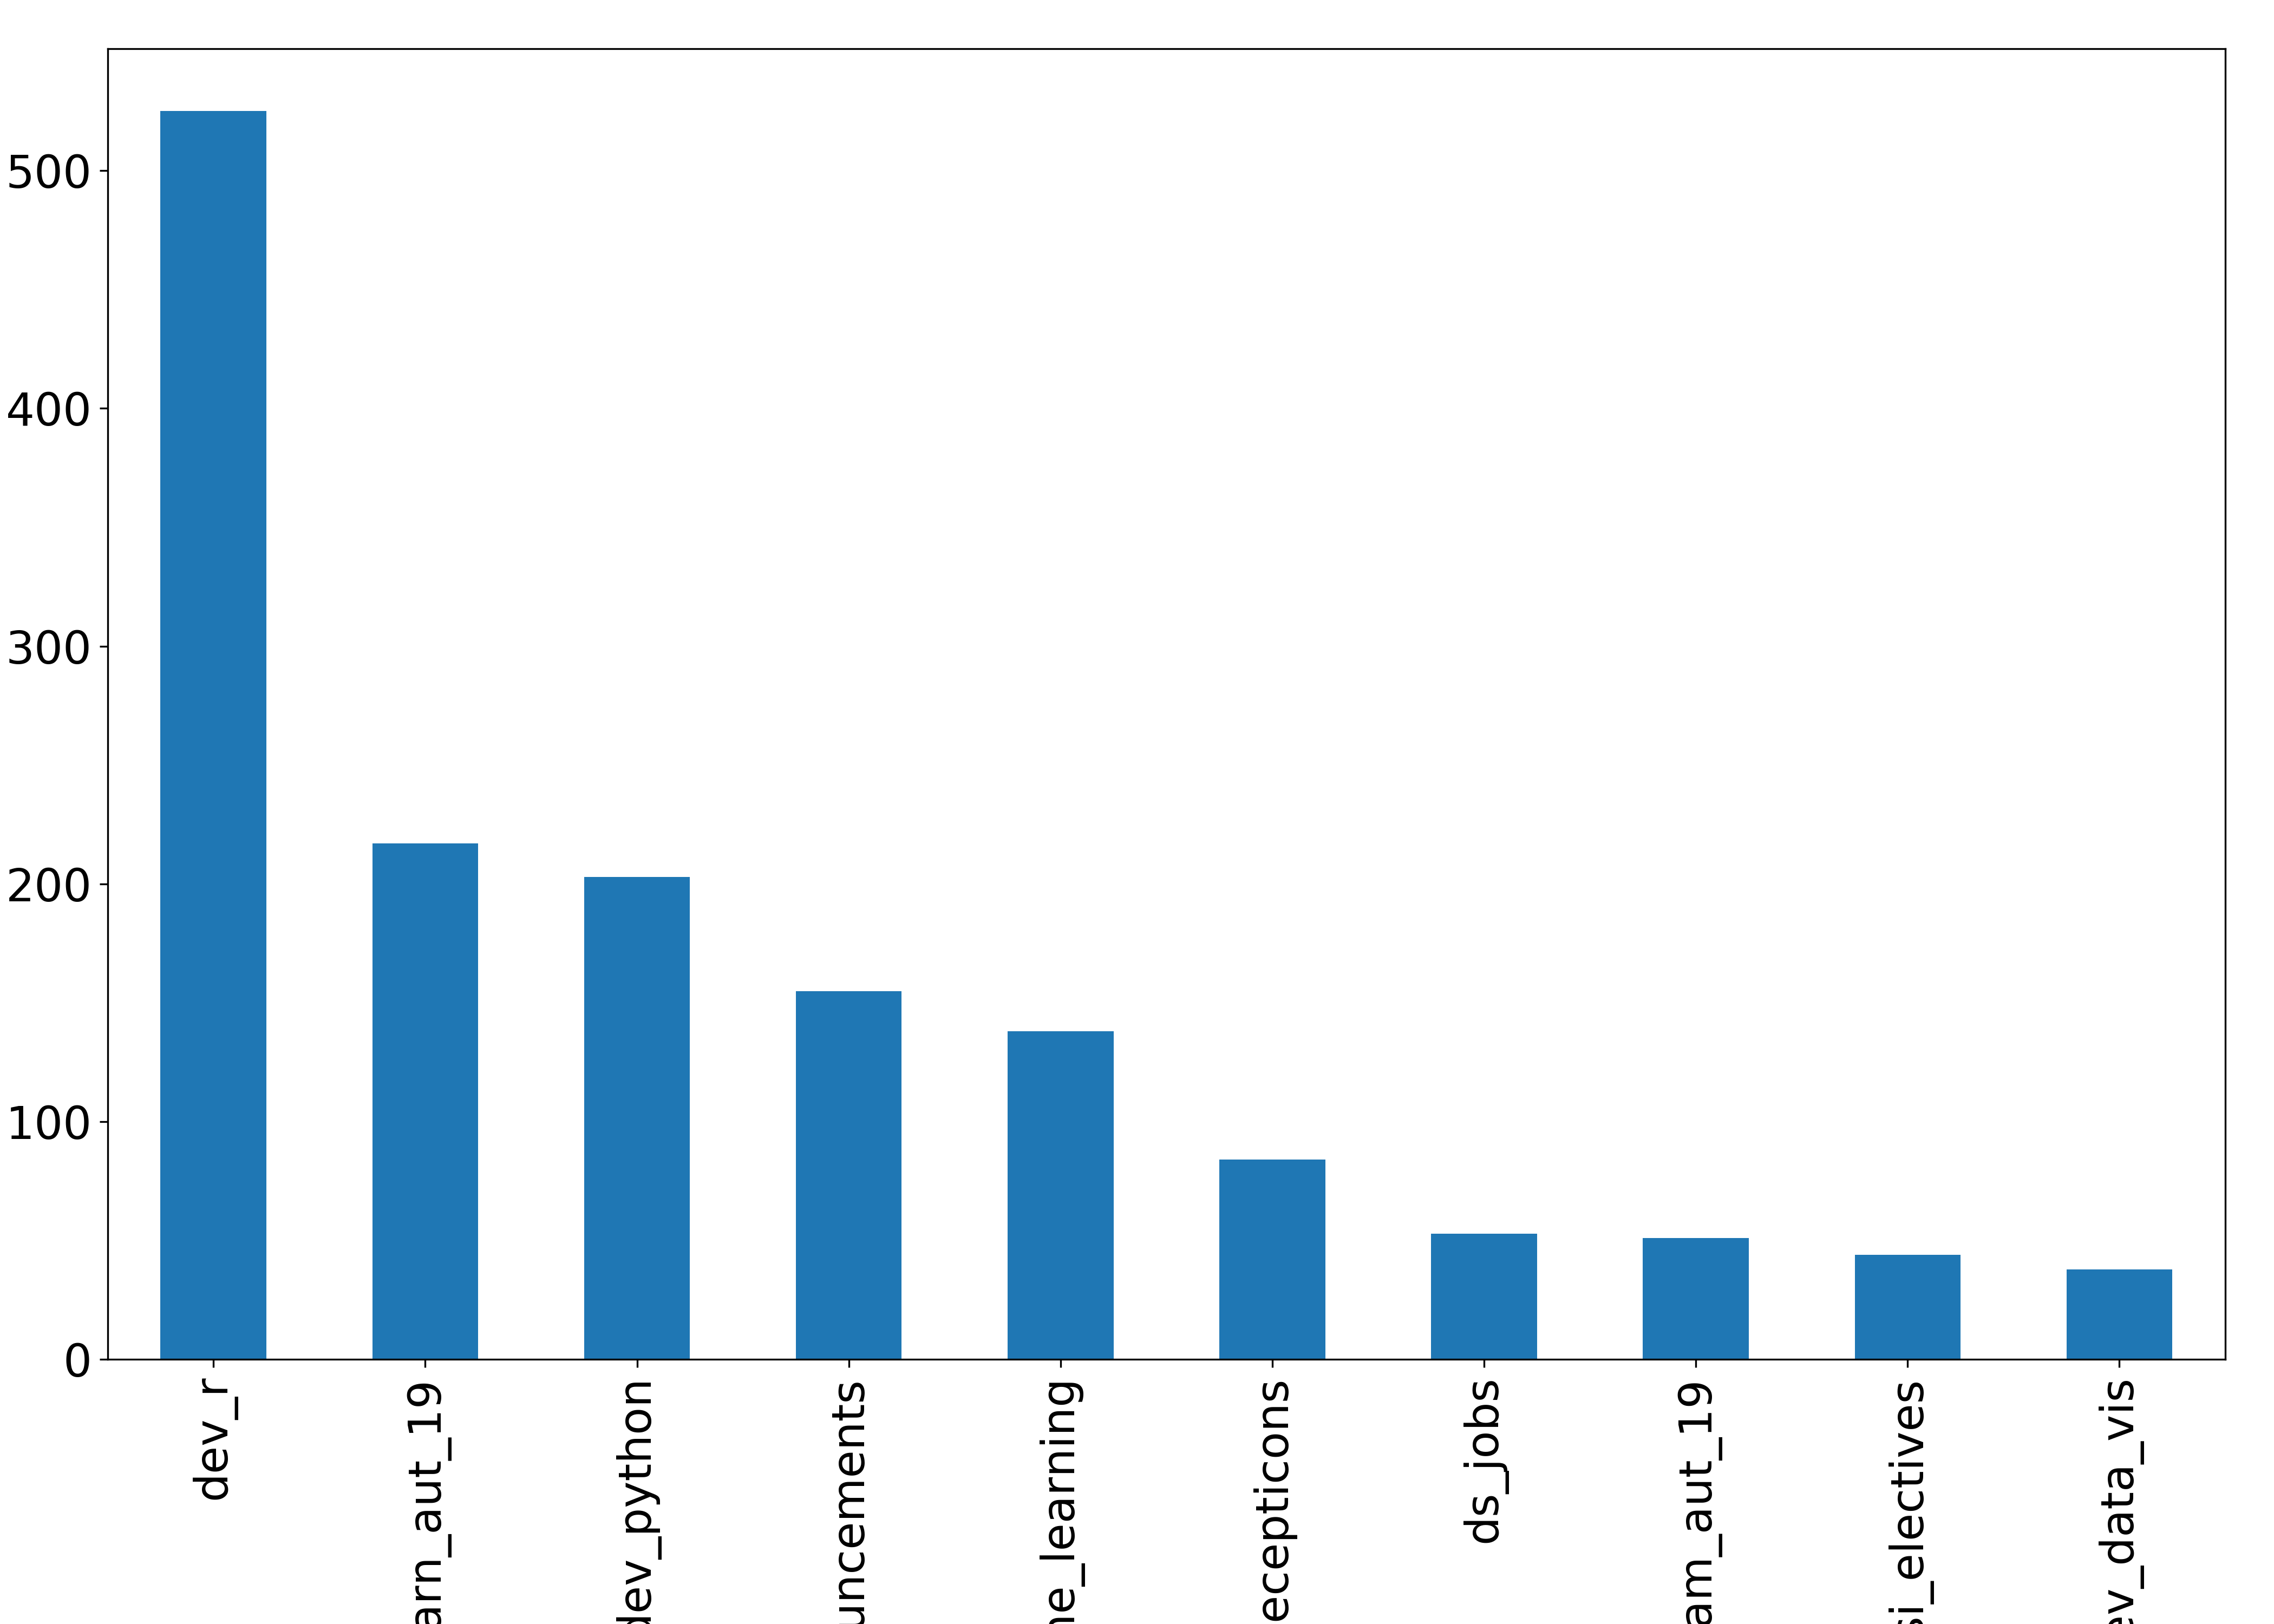 500
400
300
200
100
0
dev_r
arn_aut_19
dev_python
uncements
ne_learning
ecepticons
ds_jobs
am_aut_19
si_electives
ev_data_vis